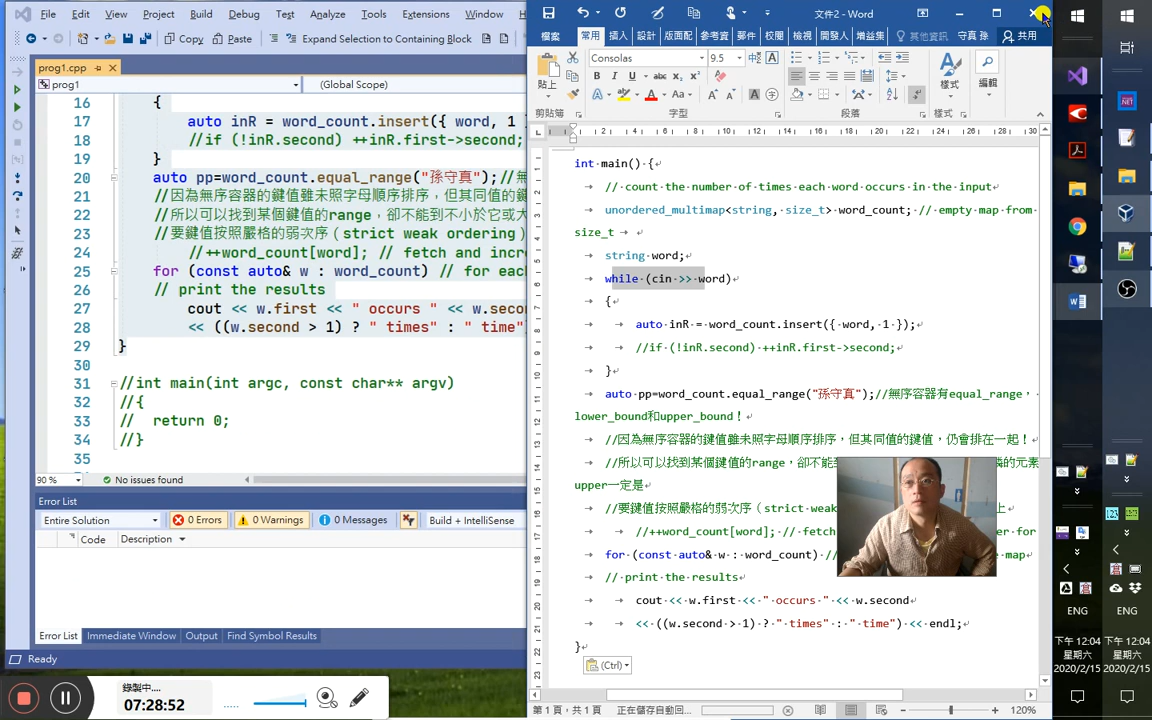 File Edit View Project Build Debug Test Analyze Tools Extensions Window
文件2 - Word
Copy Paste Expand Selection to Containing Block
檔案 常用 插入 設計 版面配 參考資 郵件 校閱 檢視 開發人 增益集 其他資訊 守真 孫 共用
prog1.cpp
prog1 (Global Scope)
Consolas 9.5
貼上 樣式 編輯
剪貼簿 字型 段落 樣式
16 {
17 auto inR = word_count.insert({ word, 1
18 //if (!inR.second) ++inR.first->second;
19 }
20 auto pp=word_count.equal_range("孫守真");//無
21 //因為無序容器的鍵值雖未照字母順序排序，但其同值的鍵
22 //所以可以找到某個鍵值的range，卻不能到不小於它或大
23 //要鍵值按照嚴格的弱次序（strict weak ordering）
24 //++word_count[word]; // fetch and incre
25 for (const auto& w : word_count) // for each
26 // print the results
27 cout << w.first << " occurs " << w.seco
28 << ((w.second > 1) ? " times" : " time")
29 }
30
31 //int main(int argc, const char** argv)
32 //{
33 // return 0;
34 //}
35
90 % No issues found
Error List
Entire Solution 0 Errors 0 Warnings 0 Messages Build + IntelliSense
Code Description
Error List Immediate Window Output Find Symbol Results
Ready
錄製中....
07:28:52
int main() {
// count the number of times each word occurs in the input
unordered_multimap<string, size_t> word_count; // empty map from
size_t
string word;
while (cin >> word)
{
auto inR = word_count.insert({ word, 1 });
//if (!inR.second) ++inR.first->second;
}
auto pp=word_count.equal_range("孫守真");//無序容器有equal_range，
lower_bound和upper_bound！
//因為無序容器的鍵值雖未照字母順序排序，但其同值的鍵值，仍會排在一起！
//所以可以找到某個鍵值的range，卻不能到 的元素
upper一定是
//要鍵值按照嚴格的弱次序（strict weak 上
//++word_count[word]; // fetch er for
for (const auto& w : word_count) // map
// print the results
cout << w.first << " occurs " << w.second
<< ((w.second > 1) ? " times" : " time") << endl;
}
(Ctrl)
第 1 頁，共 1 頁 正在儲存自動回... 120%
ENG ENG
下午 12:04 下午 12:04
星期六 星期六
2020/2/15 2020/2/15